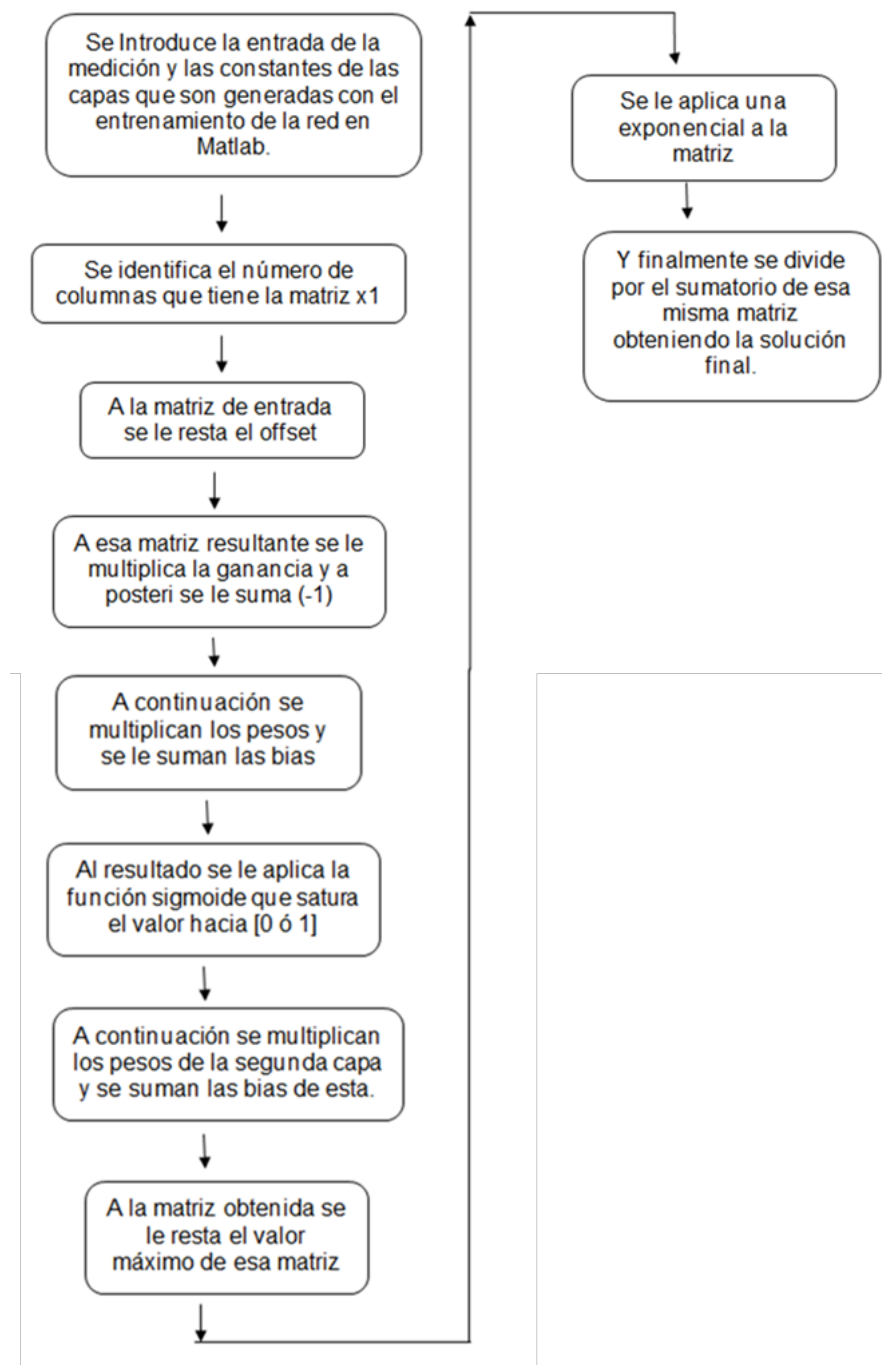 Se Introduce la entrada de la
medición y las constantes de las
capas que son generadas con el
entrenamiento de la red en
Matlab.
Se identifica el número de
columnas que tiene la matriz x1
A la matriz de entrada
se le resta el offset
A esa matriz resultante se le
multiplica la ganancia y a
posteri se le suma (-1)
A continuación se
multiplican los pesos y
se le suman las bias
Al resultado se le aplica la
función sigmoide que satura
el valor hacia [0 ó 1]
A continuación se multiplican
los pesos de la segunda capa
y se suman las bias de esta.
A la matriz obtenida se
le resta el valor
máximo de esa matriz
Se le aplica una
exponencial a la
matriz
Y finalmente se divide
por el sumatorio de esa
misma matriz
obteniendo la solución
final.